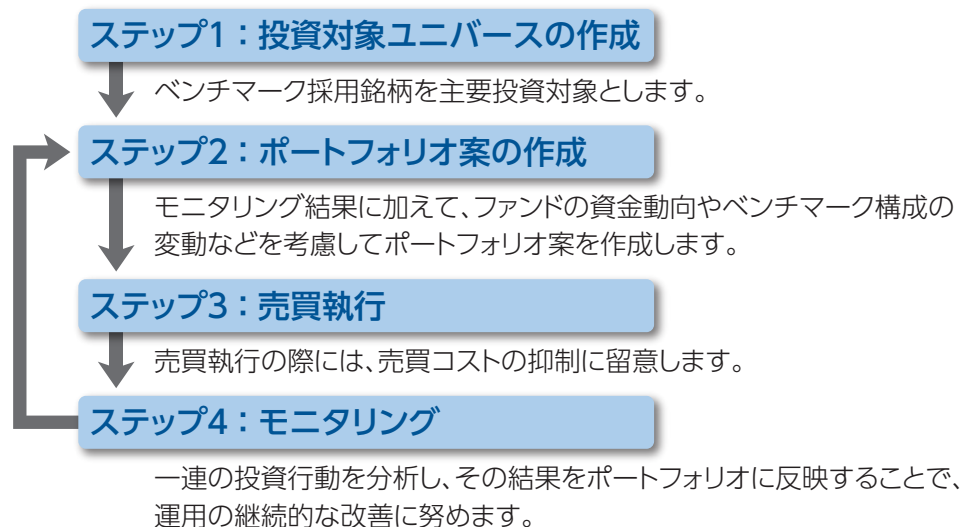 ステップ1：投資対象ユニバースの作成
ベンチマーク採用銘柄を主要投資対象とします。
ステップ2：ポートフォリオ案の作成
モニタリング結果に加えて、ファンドの資金動向やベンチマーク構成の
変動などを考慮してポートフォリオ案を作成します。
ステップ3：売買執行
売買執行の際には、売買コストの抑制に留意します。
ステップ4：モニタリング
一連の投資行動を分析し、その結果をポートフォリオに反映することで、
運用の継続的な改善に努めます。